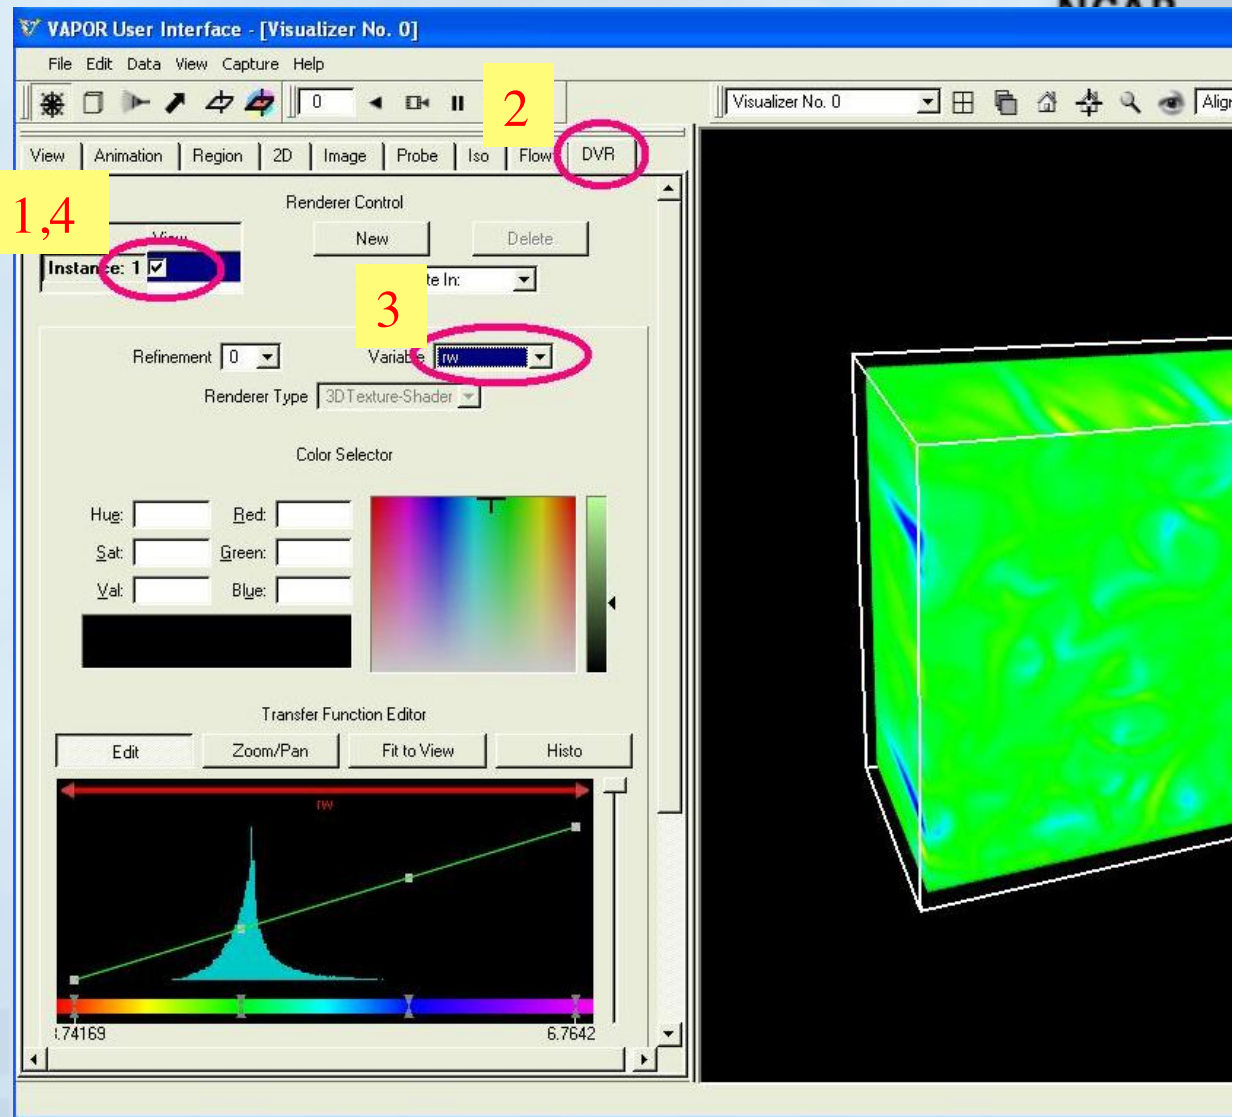 VAPOR User Interface - [Visualizer No. 0]
File Edit Data View Capture Help
0
2
Visualizer No. 0
View Animation Region 2D Image Probe Iso Flow DVR
Renderer Control
1,4
New Delete
Instance: 1
te In:
3
Refinement 0 Variable rw
Renderer Type 3DTexture-Shader
Color Selector
Hue: Red:
Sat: Green:
Val: Blue:
Transfer Function Editor
Edit Zoom/Pan Fit to View Histo
rw
.74169 6.7642